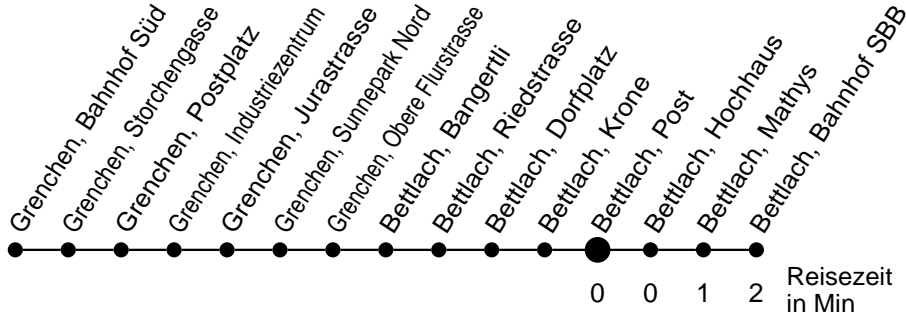 Grenchen, Bahnhof Süd
Grenchen, Storchengasse
Grenchen, Postplatz
Grenchen, Industriezentrum
Grenchen, Jurastrasse
Grenchen, Sunnepark Nord
Grenchen, Obere Flurstrasse
Bettlach, Bangertli
Bettlach, Riedstrasse
Bettlach, Dorfplatz
Bettlach, Krone
Bettlach, Post
Bettlach, Hochhaus
Bettlach, Mathys
Bettlach, Bahnhof SBB
0 0 1 2 Reisezeit
in Min